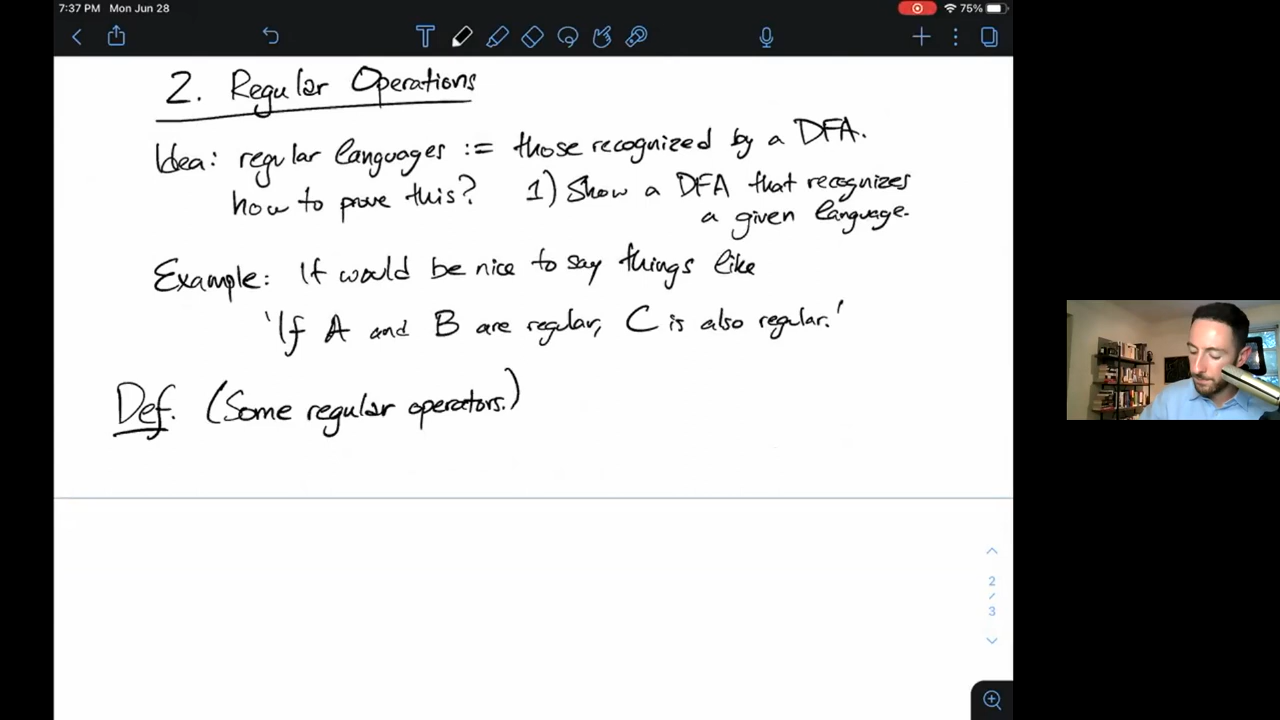 7:37 PM Mon Jun 28
75%
2. Regular Operations
Idea: regular languages := those recognized by a DFA.
how to prove this? 1) Show a DFA that recognizes
a given language.
Example: It would be nice to say things like
'If A and B are regular, C is also regular.'
Def. (Some regular operators.)
2
/
3